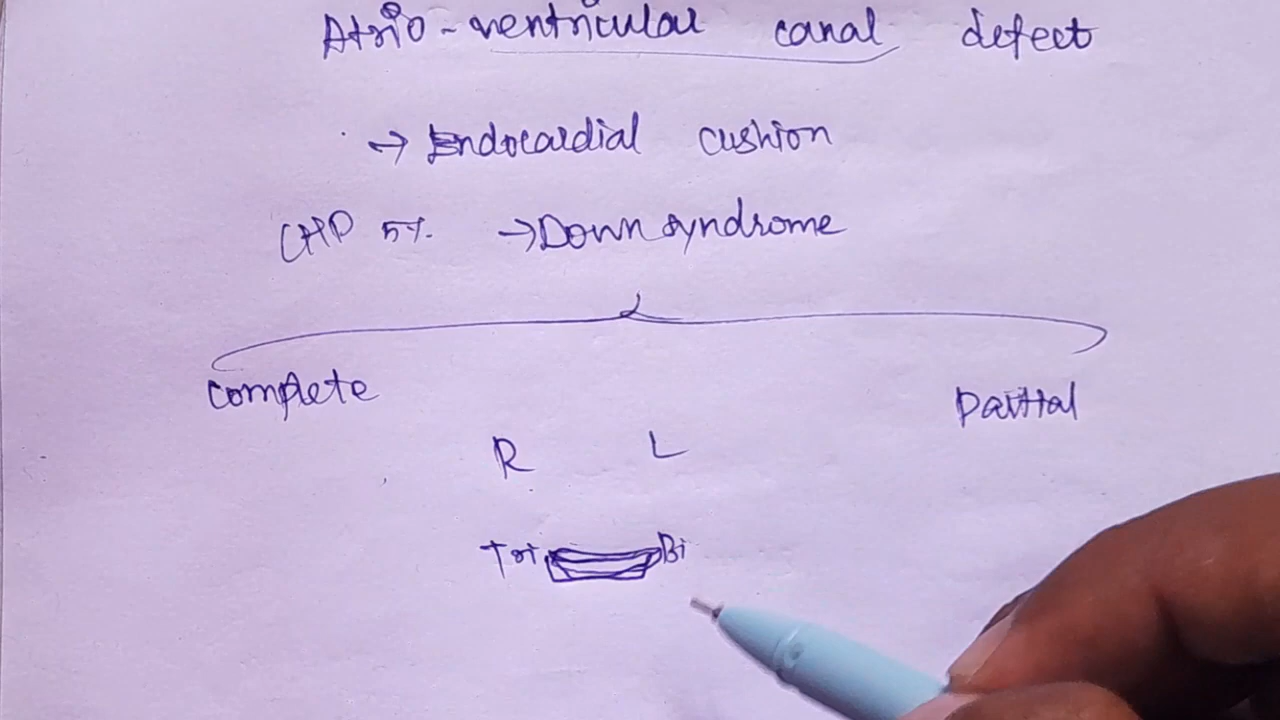 Atrio-ventricular canal defect
→ Endocardial cushion
CHD 5%. → Down syndrome
complete partial
R L
Tri Bi